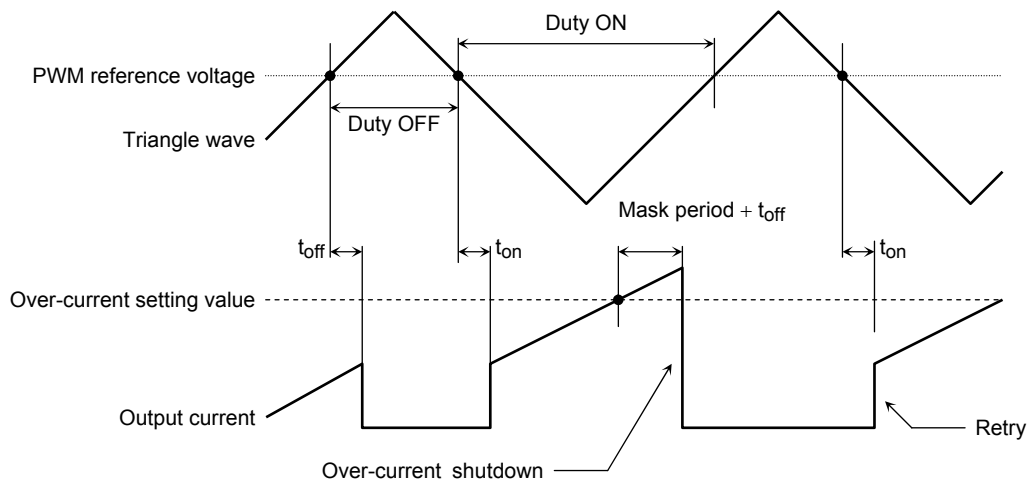 Duty ON
PWM reference voltage
Duty OFF
Triangle wave
Mask period + toff
toff
ton
ton
Over-current setting value
Output current
Retry
Over-current shutdown